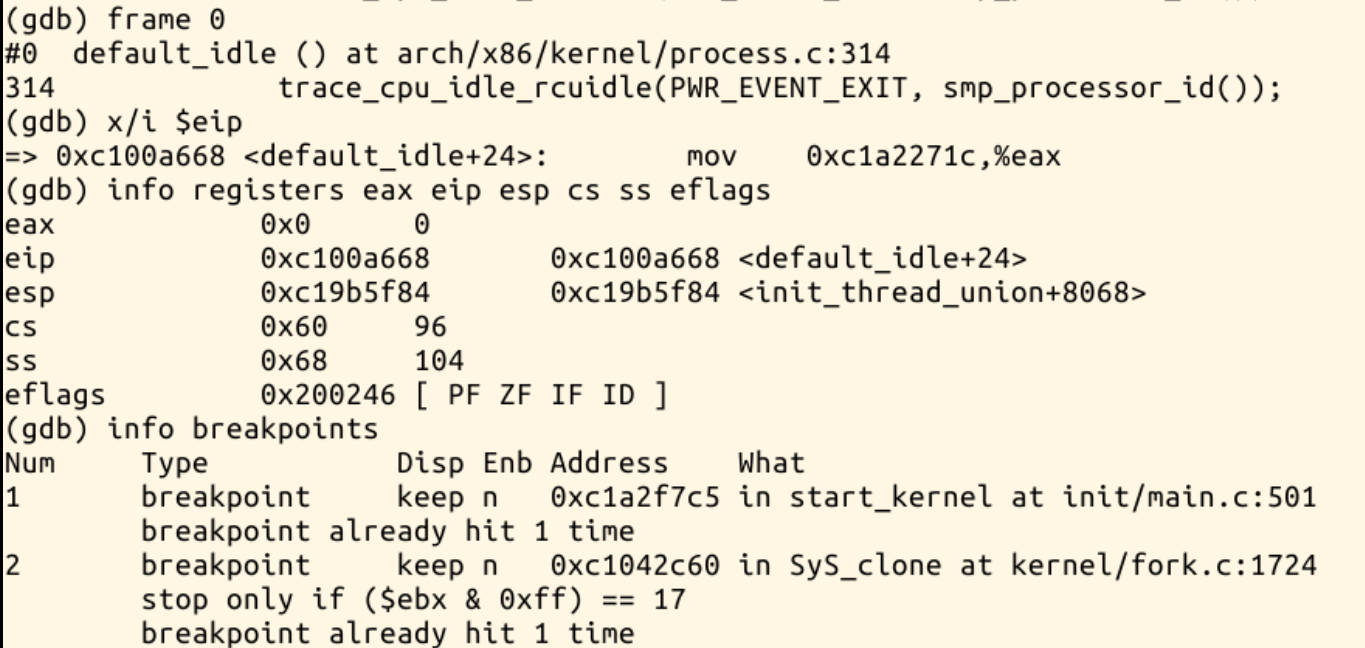 (gdb) frame 0
#0  default_idle () at arch/x86/kernel/process.c:314
314             trace_cpu_idle_rcuidle(PWR_EVENT_EXIT, smp_processor_id());
(gdb) x/i $eip
=> 0xc100a668 <default_idle+24>:        mov    0xc1a2271c,%eax
(gdb) info registers eax eip esp cs ss eflags
eax            0x0      0
eip            0xc100a668       0xc100a668 <default_idle+24>
esp            0xc19b5f84       0xc19b5f84 <init_thread_union+8068>
cs             0x60     96
ss             0x68     104
eflags         0x200246 [ PF ZF IF ID ]
(gdb) info breakpoints
Num     Type           Disp Enb Address    What
1       breakpoint     keep n   0xc1a2f7c5 in start_kernel at init/main.c:501
        breakpoint already hit 1 time
2       breakpoint     keep n   0xc1042c60 in SyS_clone at kernel/fork.c:1724
        stop only if ($ebx & 0xff) == 17
        breakpoint already hit 1 time